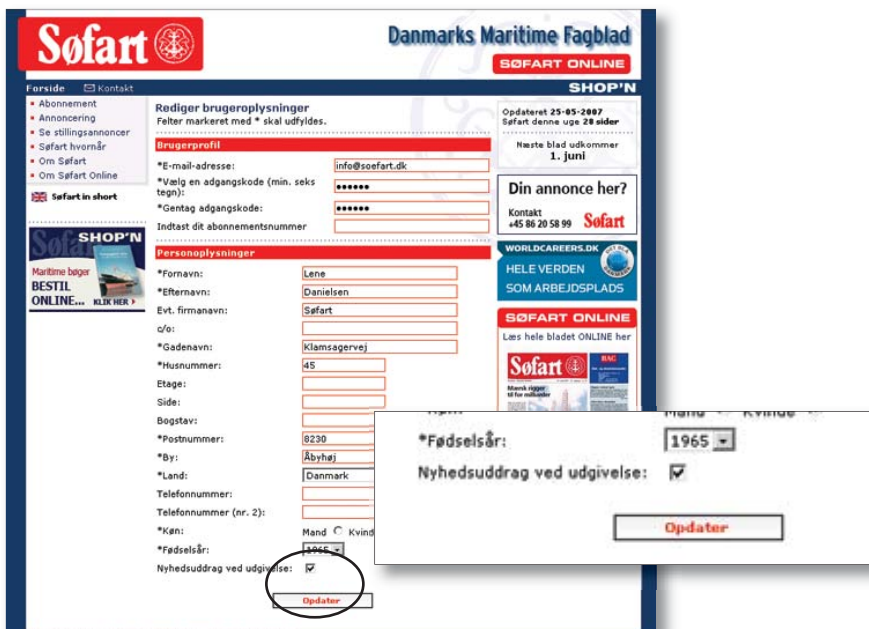 Søfart
Danmarks Maritime Fagblad
SØFART ONLINE
Forside Kontakt SHOP'N
Abonnement
Annoncering
Se stillingsannoncer
Søfart hvornår
Om Søfart
Om Søfart Online
Søfart in short
SHOP'N
Maritime bøger
BESTIL
ONLINE... KLIK HER
Rediger brugeroplysninger
Felter markeret med * skal udfyldes.
Brugerprofil
*E-mail-adresse: info@soefart.dk
*Vælg en adgangskode (min. seks
tegn): ••••••
*Gentag adgangskode: ••••••
Indtast dit abonnementsnummer
Personoplysninger
*Fornavn: Lene
*Efternavn: Danielsen
Evt. firmanavn: Søfart
c/o:
*Gadenavn: Klamsagervej
*Husnummer: 45
Etage:
Side:
Bogstav:
*Postnummer: 8230
*By: Åbyhøj
*Land: Danmark
Telefonnummer:
Telefonnummer (nr. 2):
*Køn: Mand Kvind
*Fødselsår: 1965
Nyhedsuddrag ved udgivelse:
Opdater
Opdateret 25-05-2007
Søfart denne uge 28 sider
Næste blad udkommer
1. juni
Din annonce her?
Kontakt
+45 86 20 58 99 Søfart
WORLDCAREERS.DK
HELE VERDEN
SOM ARBEJDSPLADS
SØFART ONLINE
Læs hele bladet ONLINE her
Søfart
Mærsk rigger
til for milliarder
Mand Kvinde
*Fødselsår: 1965
Nyhedsuddrag ved udgivelse:
Opdater